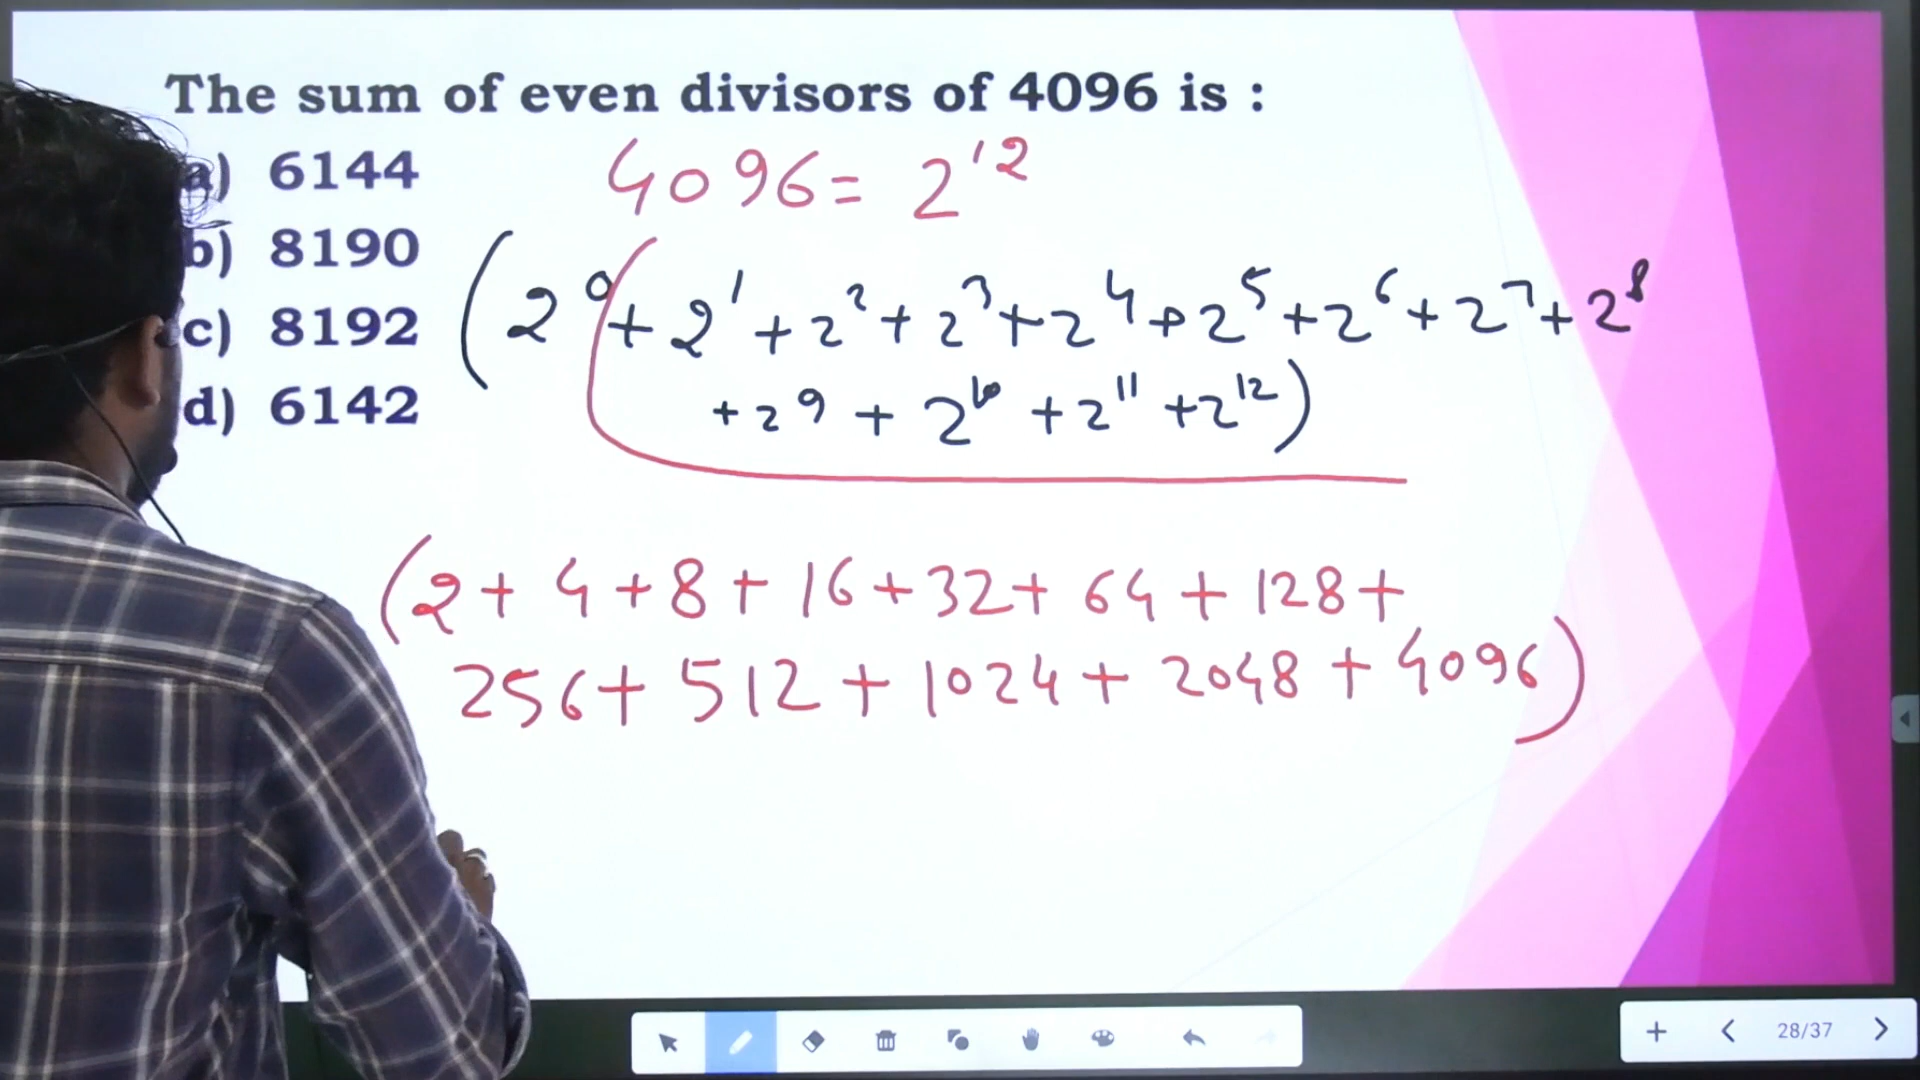 The sum of even divisors of 4096 is :
a) 6144
4096 = 2¹²
b) 8190
c) 8192
(2⁰ + 2¹ + 2² + 2³ + 2⁴ + 2⁵ + 2⁶ + 2⁷ + 2⁸
d) 6142
+ 2⁹ + 2¹⁰ + 2¹¹ + 2¹²)
(2 + 4 + 8 + 16 + 32 + 64 + 128 +
256 + 512 + 1024 + 2048 + 4096)
28/37